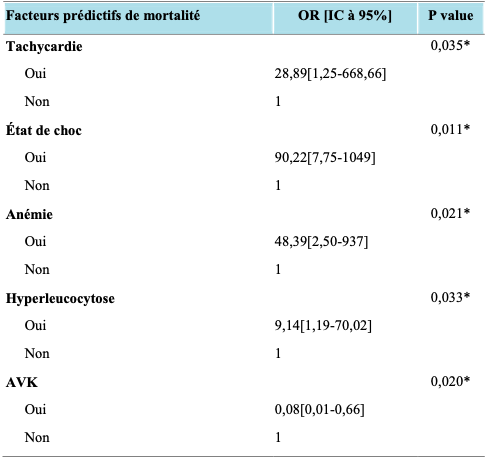 Facteurs prédictifs de mortalité OR [IC à 95%] P value
Tachycardie 0,035*
Oui 28,89[1,25-668,66]
Non 1
État de choc 0,011*
Oui 90,22[7,75-1049]
Non 1
Anémie 0,021*
Oui 48,39[2,50-937]
Non 1
Hyperleucocytose 0,033*
Oui 9,14[1,19-70,02]
Non 1
AVK 0,020*
Oui 0,08[0,01-0,66]
Non 1